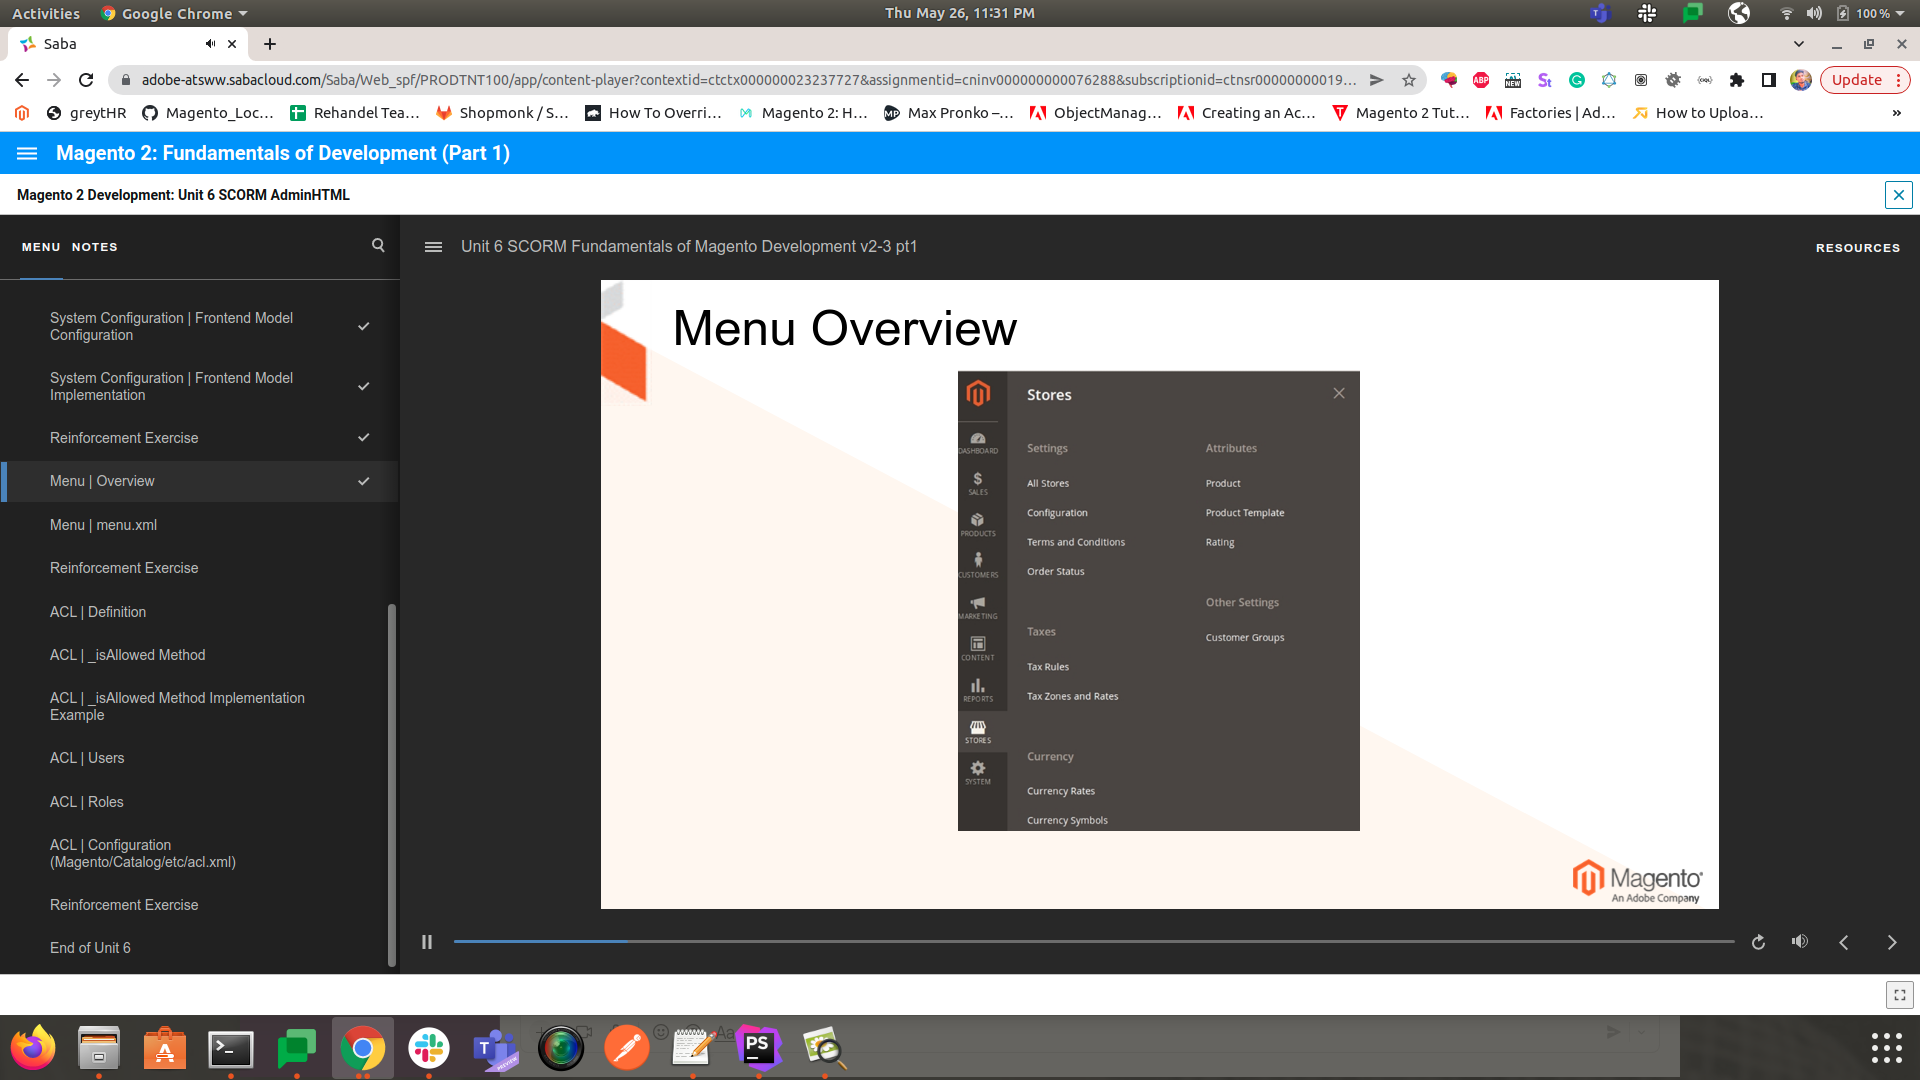 Activities
Google Chrome
Thu May 26, 11:31 PM
100 %
Saba
adobe-atsww.sabacloud.com/Saba/Web_spf/PRODTNT100/app/content-player?contextid=ctctx000000023237727&assignmentid=cninv000000000076288&subscriptionid=ctnsr00000000019…
Update
greytHR
Magento_Loc…
Rehandel Tea…
Shopmonk / S…
How To Overri…
Magento 2: H…
Max Pronko –…
ObjectManag…
Creating an Ac…
Magento 2 Tut…
Factories | Ad…
How to Uploa…
»
Magento 2: Fundamentals of Development (Part 1)
Magento 2 Development: Unit 6 SCORM AdminHTML
MENU
NOTES
Unit 6 SCORM Fundamentals of Magento Development v2-3 pt1
RESOURCES
System Configuration | Frontend Model
Configuration
System Configuration | Frontend Model
Implementation
Reinforcement Exercise
Menu | Overview
Menu | menu.xml
Reinforcement Exercise
ACL | Definition
ACL | _isAllowed Method
ACL | _isAllowed Method Implementation
Example
ACL | Users
ACL | Roles
ACL | Configuration
(Magento/Catalog/etc/acl.xml)
Reinforcement Exercise
End of Unit 6
Menu Overview
DASHBOARD
SALES
PRODUCTS
CUSTOMERS
MARKETING
CONTENT
REPORTS
STORES
SYSTEM
Stores
Settings
All Stores
Configuration
Terms and Conditions
Order Status
Taxes
Tax Rules
Tax Zones and Rates
Currency
Currency Rates
Currency Symbols
Attributes
Product
Product Template
Rating
Other Settings
Customer Groups
Magento
An Adobe Company